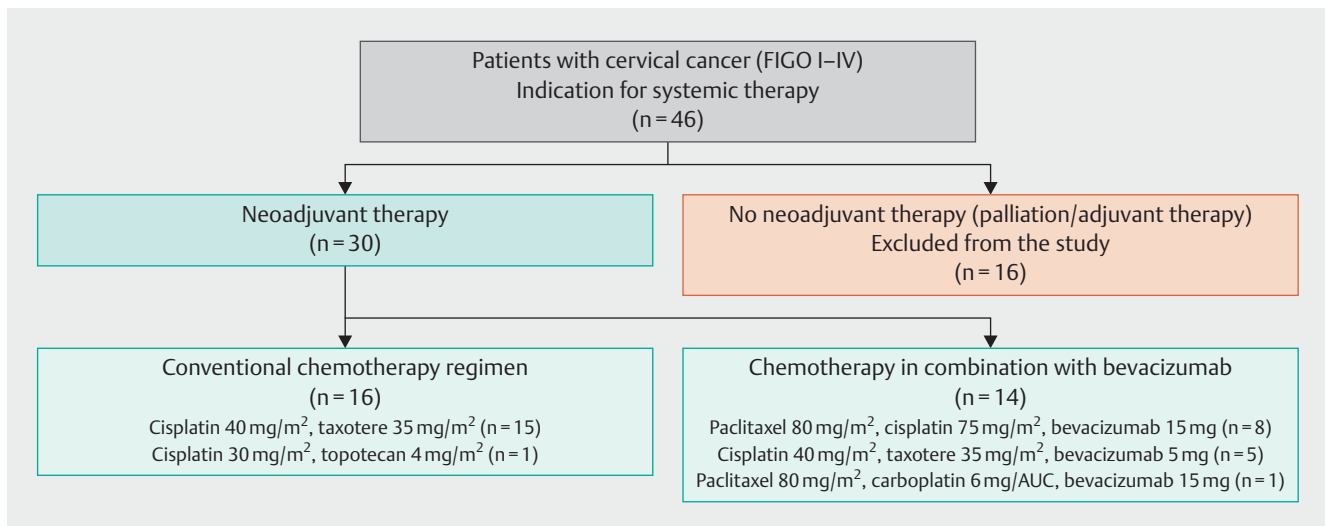 Patients with cervical cancer (FIGO I–IV)
Indication for systemic therapy
(n = 46)
Neoadjuvant therapy
(n = 30)
No neoadjuvant therapy (palliation/adjuvant therapy)
Excluded from the study
(n = 16)
Conventional chemotherapy regimen
(n = 16)
Cisplatin 40 mg/m², taxotere 35 mg/m² (n = 15)
Cisplatin 30 mg/m², topotecan 4 mg/m² (n = 1)
Chemotherapy in combination with bevacizumab
(n = 14)
Paclitaxel 80 mg/m², cisplatin 75 mg/m², bevacizumab 15 mg (n = 8)
Cisplatin 40 mg/m², taxotere 35 mg/m², bevacizumab 5 mg (n = 5)
Paclitaxel 80 mg/m², carboplatin 6 mg/AUC, bevacizumab 15 mg (n = 1)